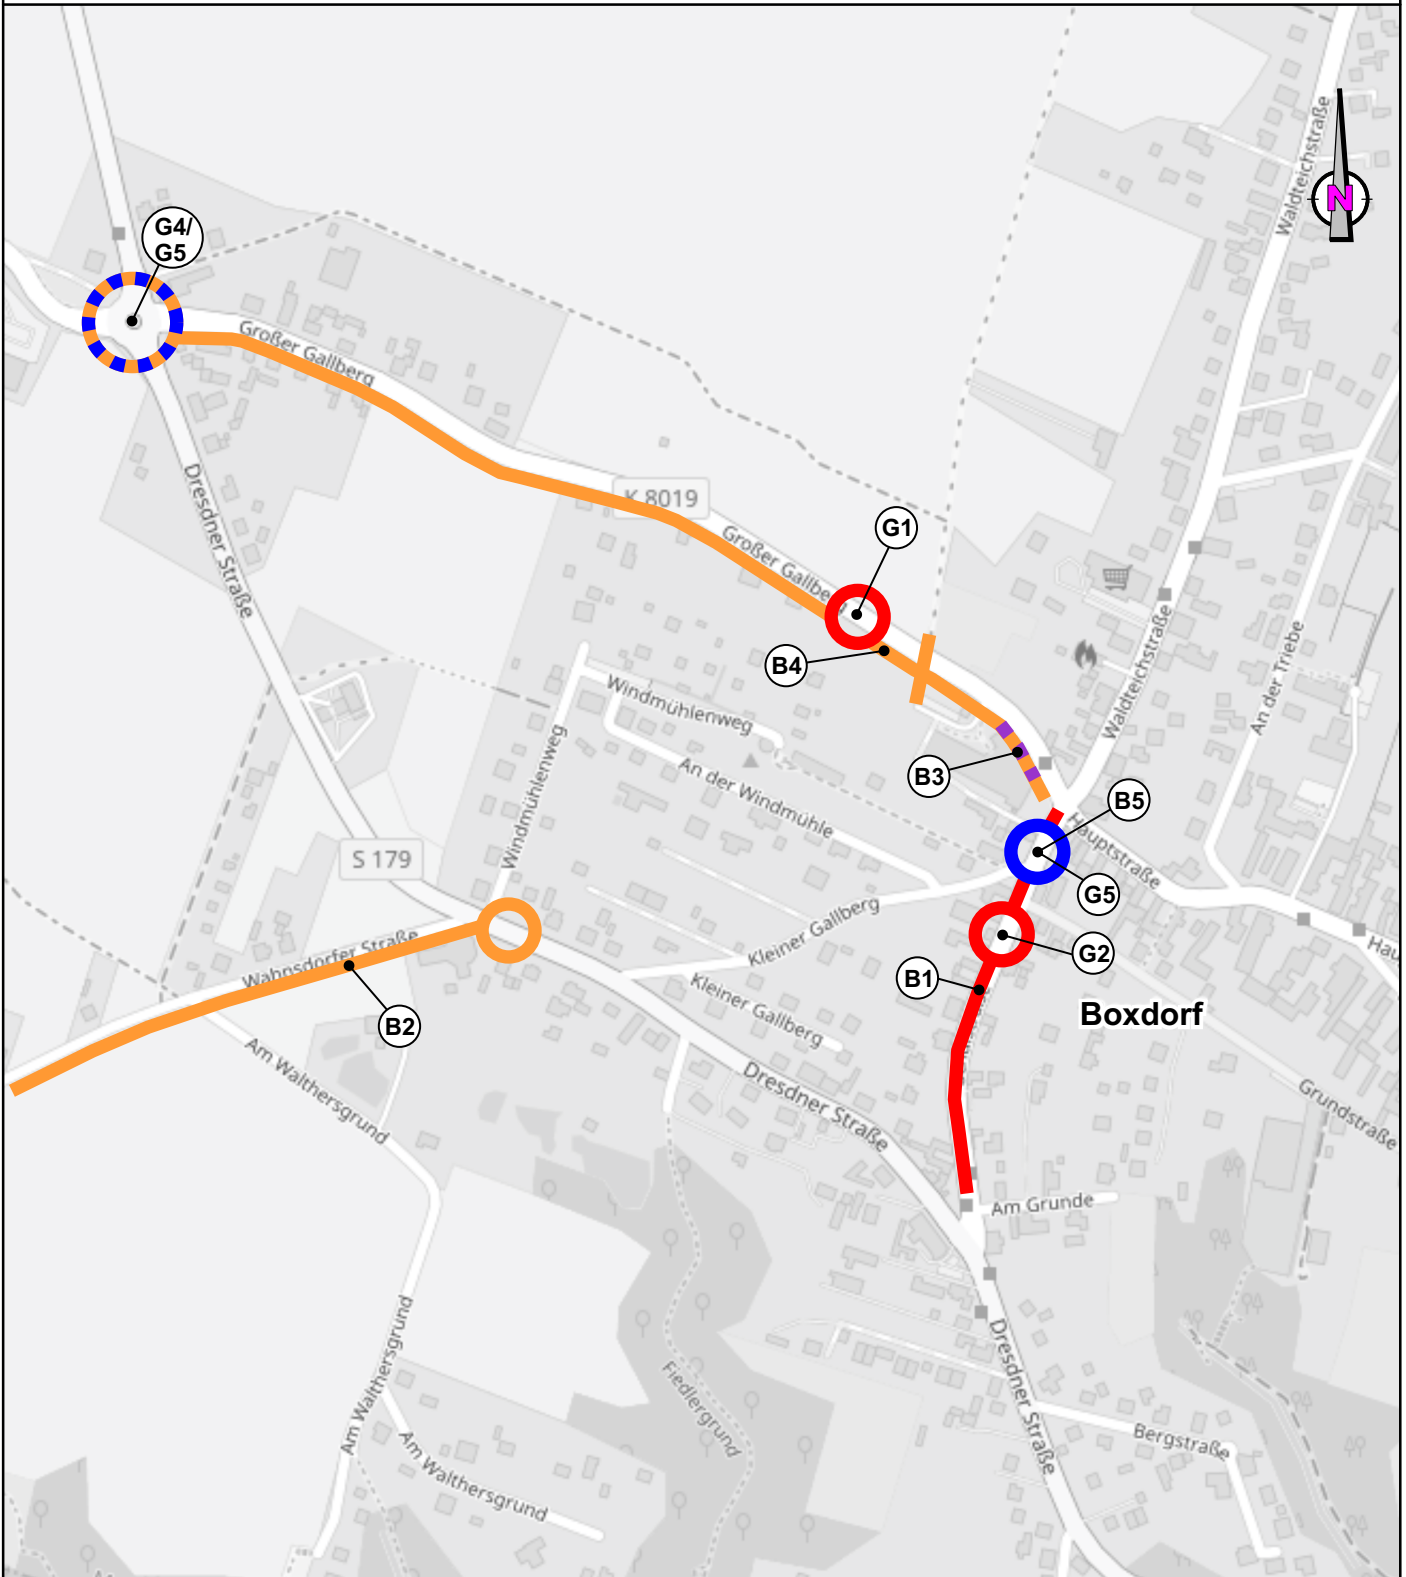 Waldteichstraße
N
G4/
G5
Großer Gallberg
Dresdner Straße
K 8019
G1
Großer Gallberg
B4
Waldteichstraße
An der Triebe
Windmühlenweg
Windmühlenweg
An der Windmühle
B3
B5
Hauptstraße
S 179
G5
Kleiner Gallberg
Wahnsdorfer Straße
G2
Hau
B1
Kleiner Gallberg
B2
Boxdorf
Am Walthersgrund
Dresdner Straße
Grundstraße
Am Grunde
Am Walthersgrund
Fiedlergrund
Dresdner Straße
Am Walthersgrund
Bergstraße